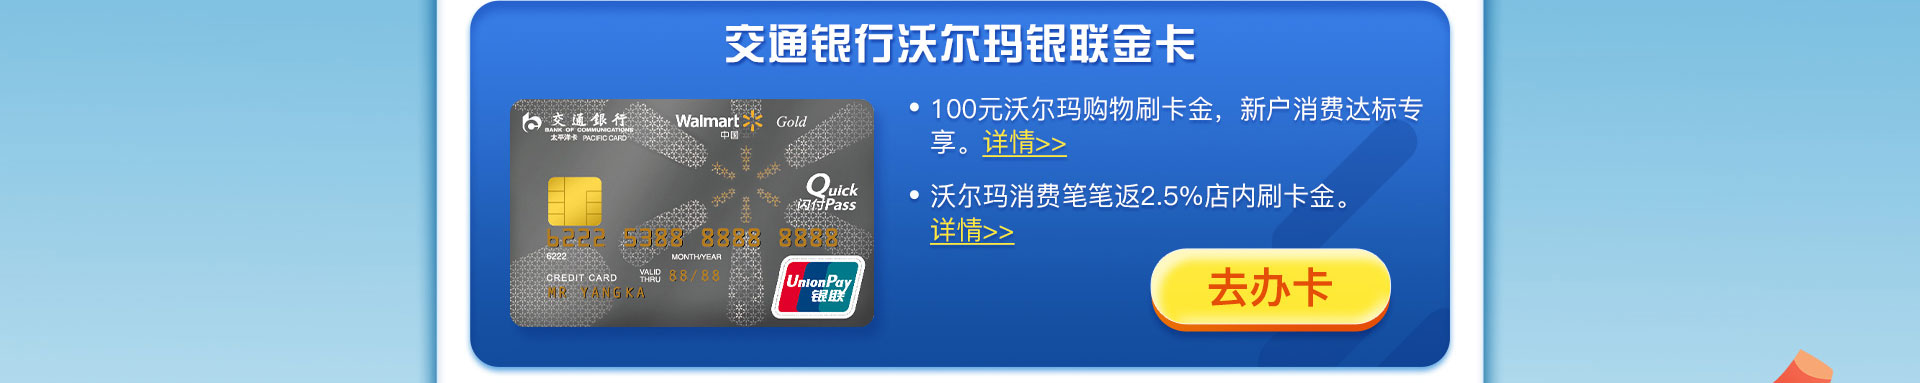 交通银行沃尔玛银联金卡
交通銀行
BANK OF COMMUNICATIONS
太平洋卡 PACIFIC CARD
Walmart
中国
Gold
Quick
闪付Pass
6222 5388 8888 8888
6222
MONTH/YEAR
CREDIT CARD
VALID
THRU
88/88
MR YANGKA
UnionPay
银联
• 100元沃尔玛购物刷卡金，新户消费达标专
享。详情>>
• 沃尔玛消费笔笔返2.5%店内刷卡金。
详情>>
去办卡